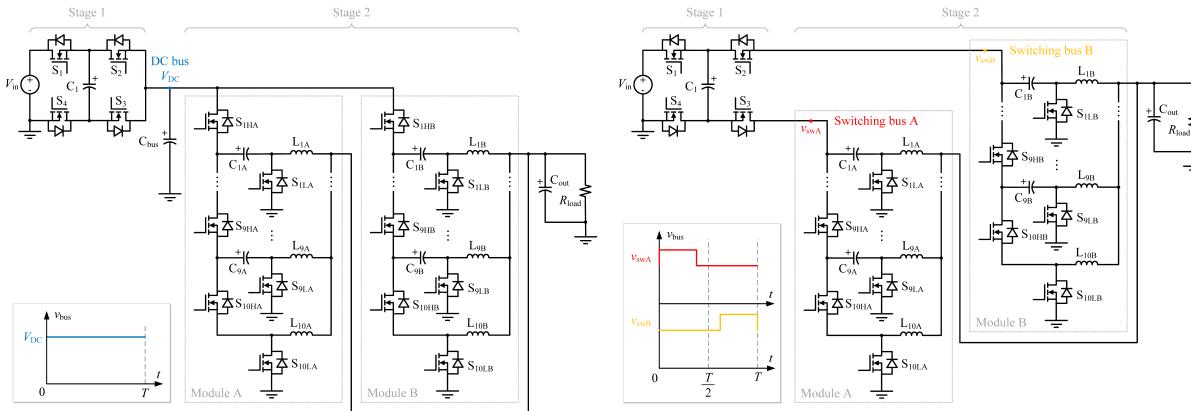 Stage 1
Stage 2
DC bus
V_DC
V_in
S_1
S_2
C_1
S_4
S_3
C_bus
S_1HA
C_1A
L_1A
S_1LA
S_9HA
C_9A
L_9A
S_9LA
S_10HA
L_10A
S_10LA
Module A
S_1HB
C_1B
L_1B
S_1LB
S_9HB
C_9B
L_9B
S_9LB
S_10HB
L_10B
S_10LB
Module B
C_out
R_load
v_bus
V_DC
0
T
t
Stage 1
Stage 2
V_in
S_1
S_2
C_1
S_4
S_3
v_swA
Switching bus A
C_1A
L_1A
S_1LA
S_9HA
C_9A
L_9A
S_9LA
S_10HA
L_10A
S_10LA
Module A
v_swB
Switching bus B
C_1B
L_1B
S_1LB
S_9HB
C_9B
L_9B
S_9LB
S_10HB
L_10B
S_10LB
Module B
C_out
R_load
v_bus
v_swA
t
v_swB
t
0
T/2
T